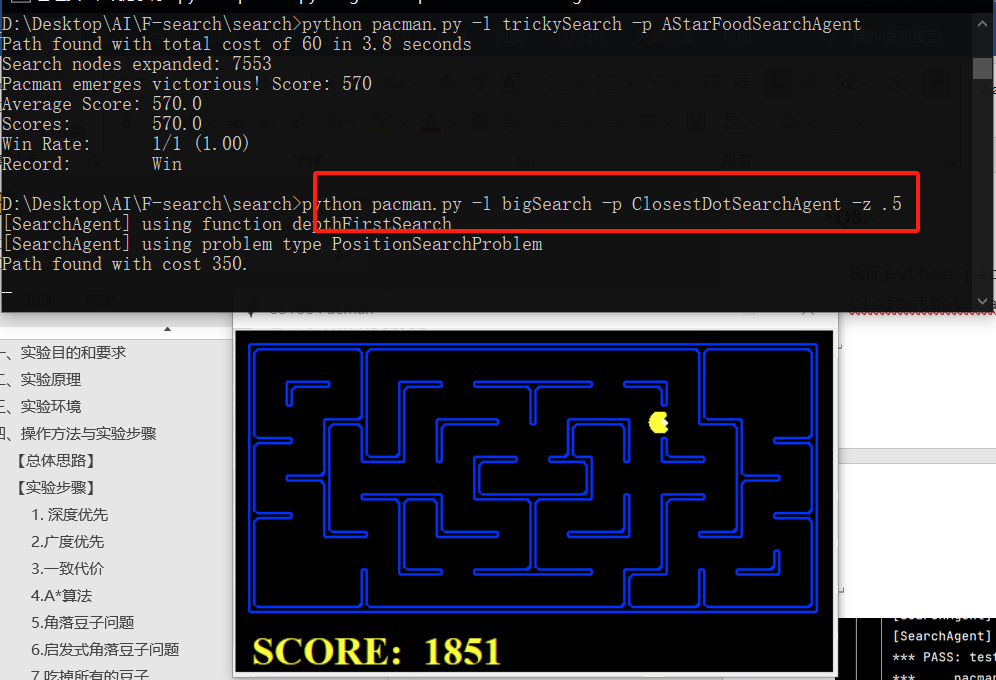 D:\Desktop\AI\F-search\search>python pacman.py -l trickySearch -p AStarFoodSearchAgent
Path found with total cost of 60 in 3.8 seconds
Search nodes expanded: 7553
Pacman emerges victorious! Score: 570
Average Score: 570.0
Scores: 570.0
Win Rate: 1/1 (1.00)
Record: Win
D:\Desktop\AI\F-search\search>python pacman.py -l bigSearch -p ClosestDotSearchAgent -z .5
[SearchAgent] using function depthFirstSearch
[SearchAgent] using problem type PositionSearchProblem
Path found with cost 350.
一、实验目的和要求
二、实验原理
三、实验环境
四、操作方法与实验步骤
【总体思路】
【实验步骤】
1. 深度优先
2.广度优先
3.一致代价
4.A*算法
5.角落豆子问题
6.启发式角落豆子问题
7.吃掉所有的豆子
SCORE: 1851
[SearchAgent]
*** PASS: test
*** pacman